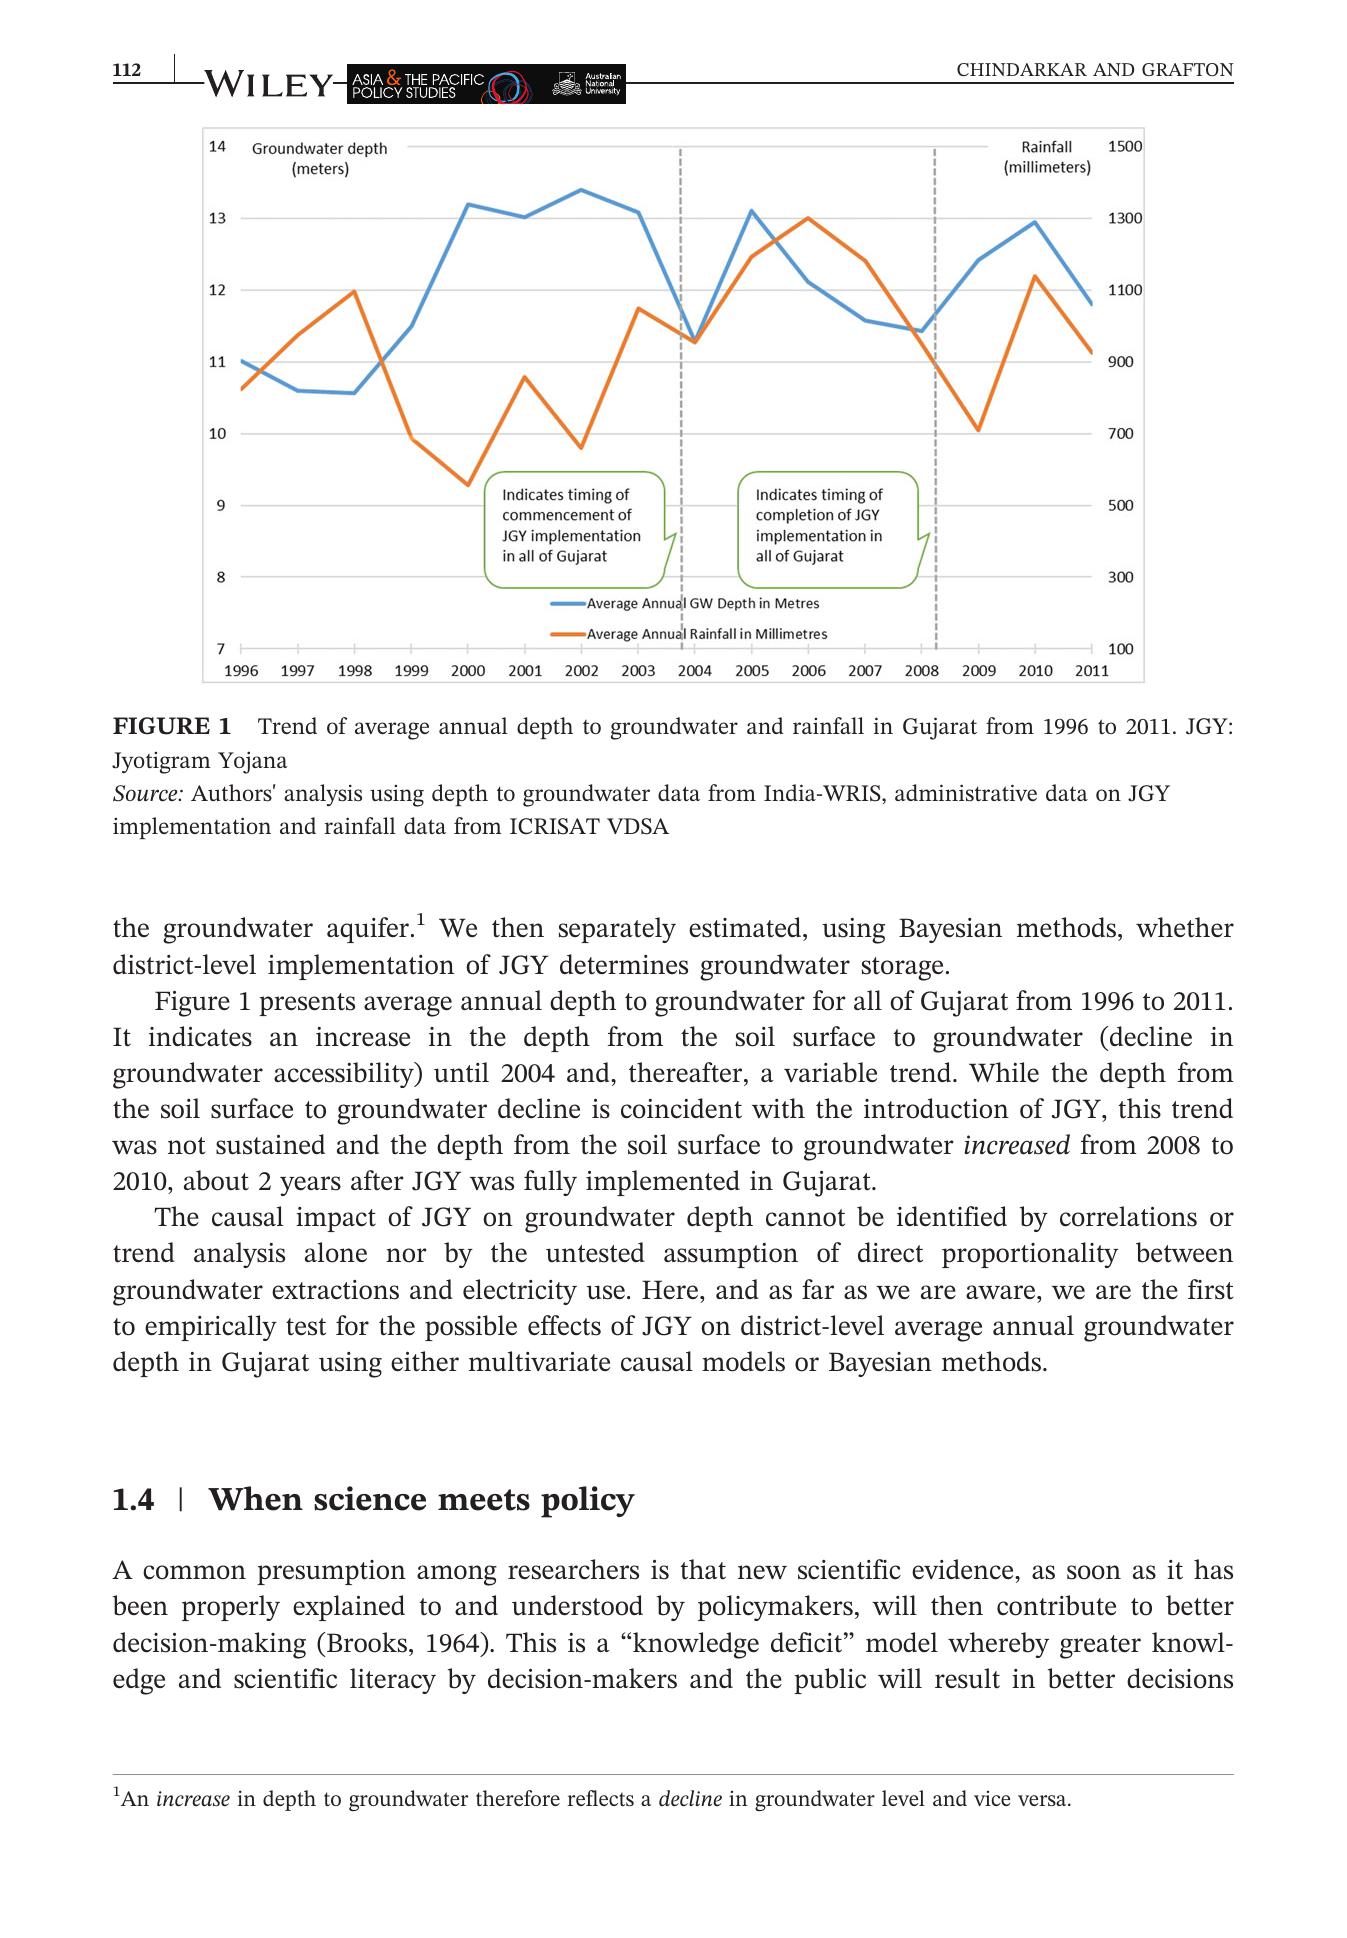 112
WILEY
ASIA & THE PACIFIC
POLICY STUDIES
Australian
National
University
CHINDARKAR AND GRAFTON
Groundwater depth
(meters)
Rainfall
(millimeters)
14
13
12
11
10
9
8
7
1500
1300
1100
900
700
500
300
100
Indicates timing of
commencement of
JGY implementation
in all of Gujarat
Indicates timing of
completion of JGY
implementation in
all of Gujarat
Average Annual GW Depth in Metres
Average Annual Rainfall in Millimetres
1996 1997 1998 1999 2000 2001 2002 2003 2004 2005 2006 2007 2008 2009 2010 2011
FIGURE 1 Trend of average annual depth to groundwater and rainfall in Gujarat from 1996 to 2011. JGY:
Jyotigram Yojana
Source: Authors' analysis using depth to groundwater data from India-WRIS, administrative data on JGY
implementation and rainfall data from ICRISAT VDSA
the groundwater aquifer.1 We then separately estimated, using Bayesian methods, whether
district-level implementation of JGY determines groundwater storage.
Figure 1 presents average annual depth to groundwater for all of Gujarat from 1996 to 2011.
It indicates an increase in the depth from the soil surface to groundwater (decline in
groundwater accessibility) until 2004 and, thereafter, a variable trend. While the depth from
the soil surface to groundwater decline is coincident with the introduction of JGY, this trend
was not sustained and the depth from the soil surface to groundwater increased from 2008 to
2010, about 2 years after JGY was fully implemented in Gujarat.
The causal impact of JGY on groundwater depth cannot be identified by correlations or
trend analysis alone nor by the untested assumption of direct proportionality between
groundwater extractions and electricity use. Here, and as far as we are aware, we are the first
to empirically test for the possible effects of JGY on district-level average annual groundwater
depth in Gujarat using either multivariate causal models or Bayesian methods.
1.4 | When science meets policy
A common presumption among researchers is that new scientific evidence, as soon as it has
been properly explained to and understood by policymakers, will then contribute to better
decision-making (Brooks, 1964). This is a “knowledge deficit” model whereby greater knowl-
edge and scientific literacy by decision-makers and the public will result in better decisions
1An increase in depth to groundwater therefore reflects a decline in groundwater level and vice versa.